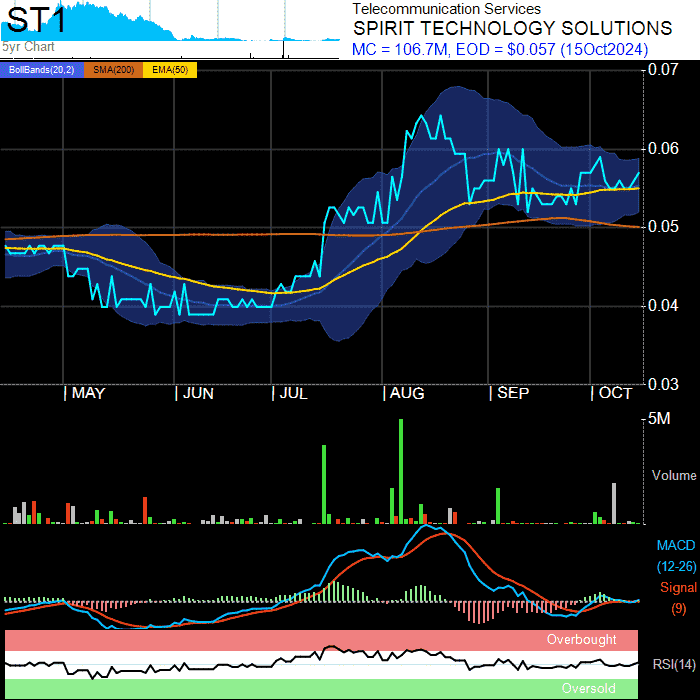 ST1
5yr Chart
Telecommunication Services
SPIRIT TECHNOLOGY SOLUTIONS
MC = 106.7M, EOD = $0.057 (15Oct2024)
BollBands(20,2) SMA(200) EMA(50)
0.07
0.06
0.05
0.04
0.03
MAY JUN JUL AUG SEP OCT
5M
Volume
MACD
(12-26)
Signal
(9)
Overbought
RSI(14)
Oversold